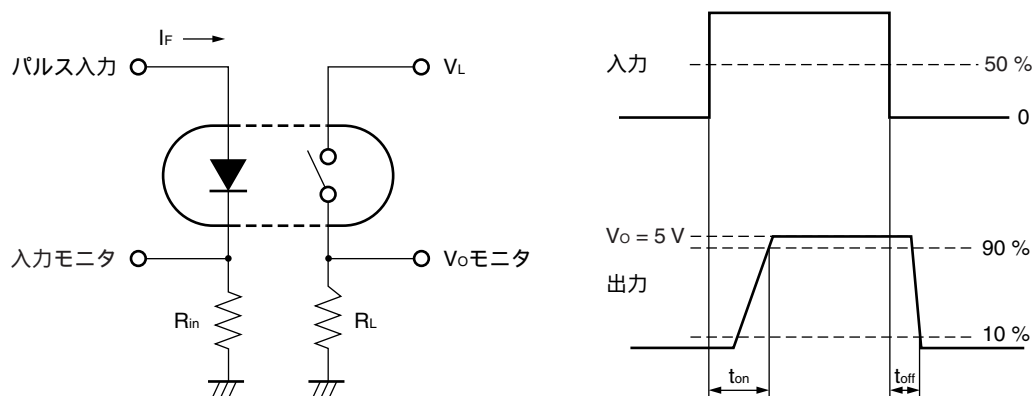 IF
パルス入力
VL
入力モニタ
VOモニタ
Rin
RL
入力
50 %
0
VO = 5 V
90 %
出力
10 %
ton
toff